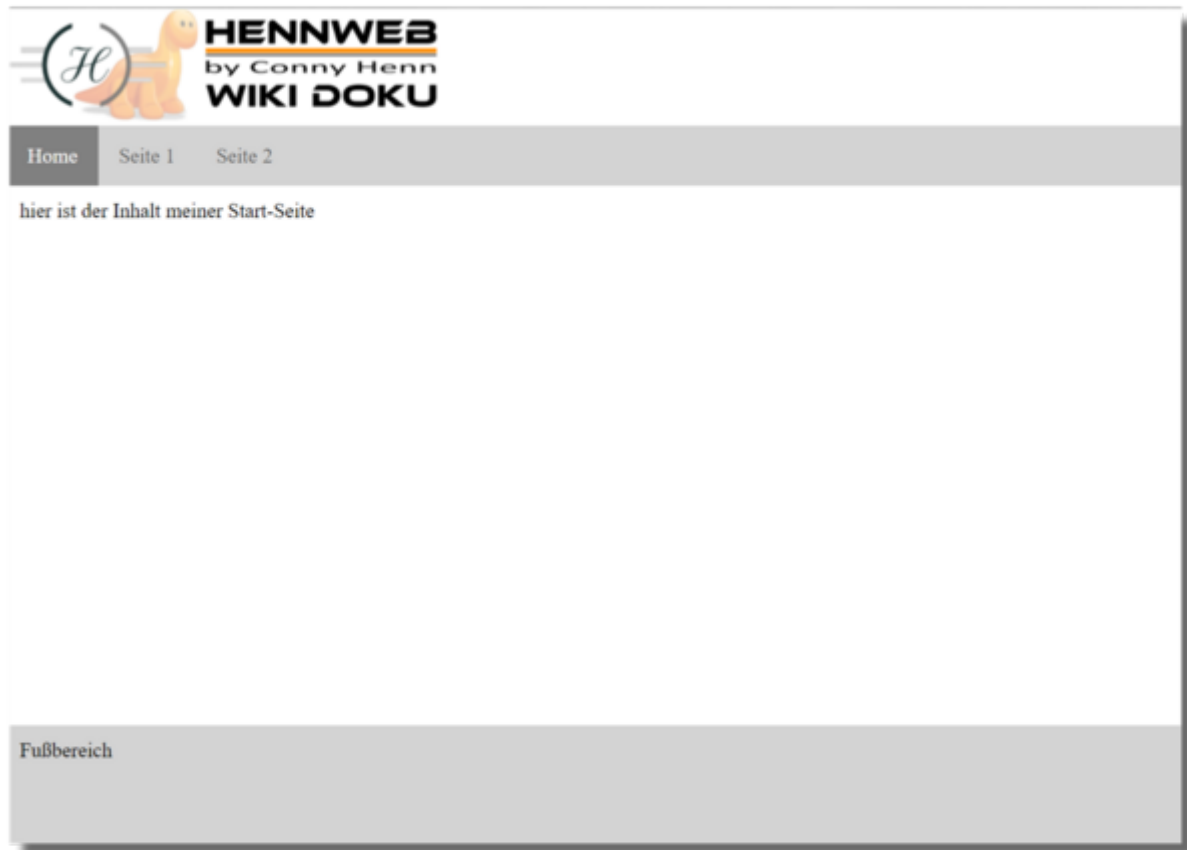 H
HENNWEB
by Conny Henn
WIKI DOKU
Home Seite 1 Seite 2
hier ist der Inhalt meiner Start-Seite
Fußbereich